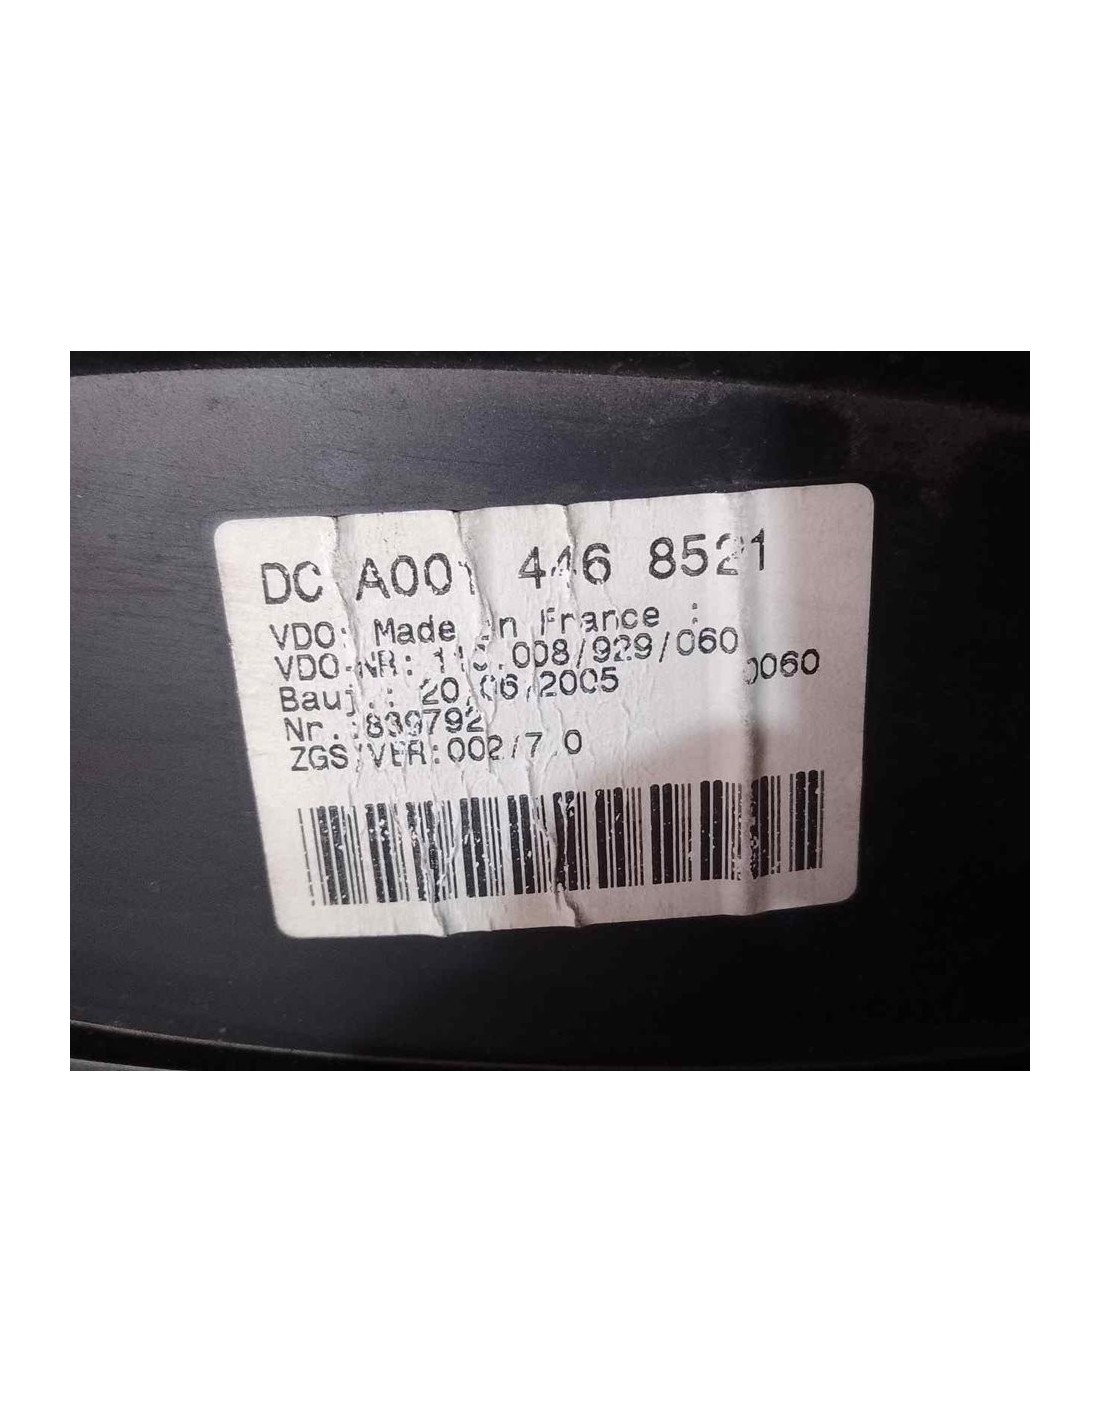 DC A001 446 8521
VDO: Made in France :
VDO-NR: 110.008/929/060
0060
Bauj.: 20.06.2005
Nr.:839792
ZGS/VER:002/7.0